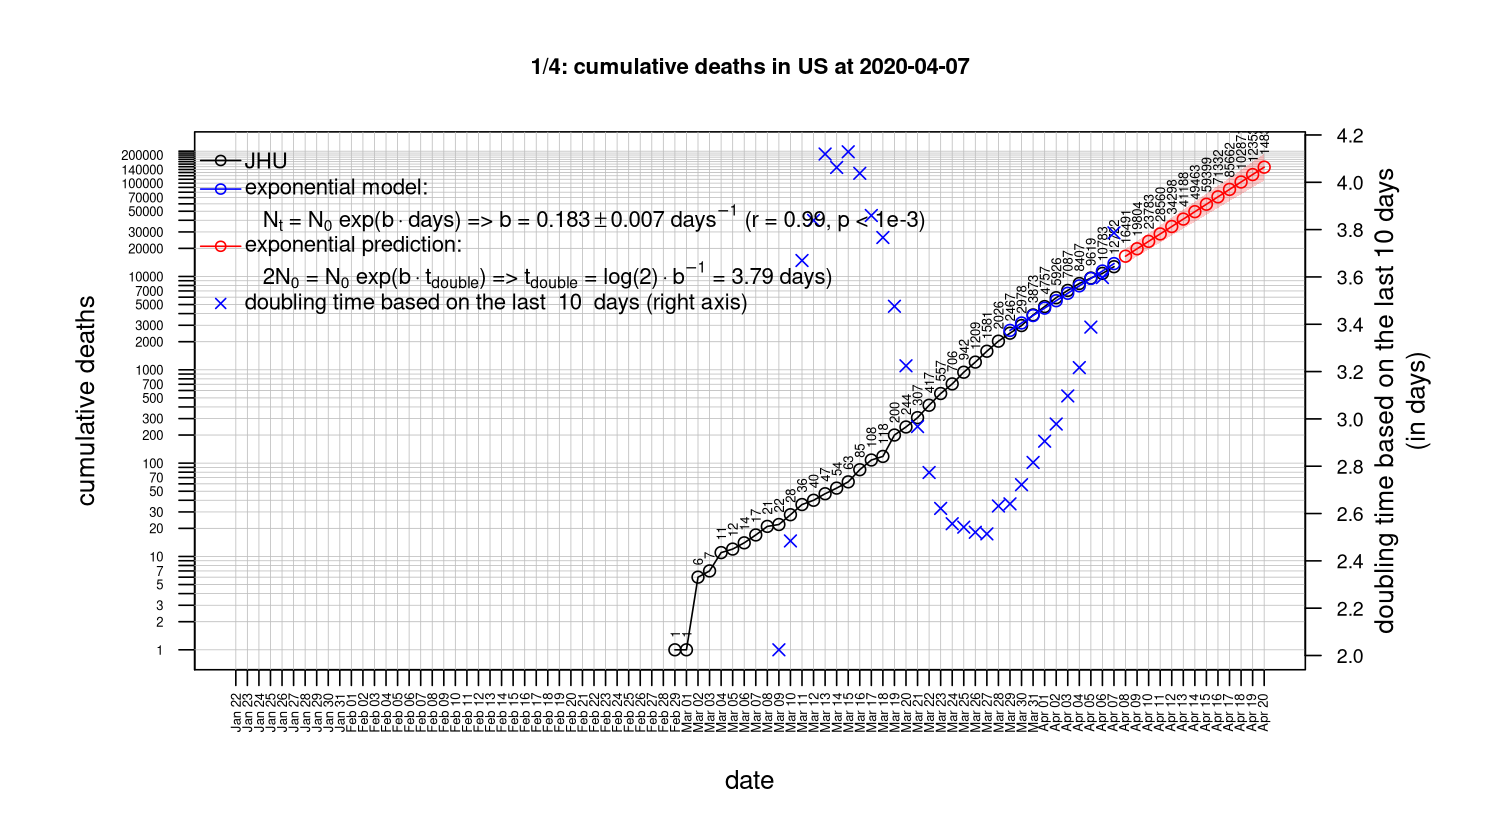 1/4: cumulative deaths in US at 2020-04-07
JHU
exponential model:
Nt = N0 exp(b · days) => b = 0.183 ± 0.007 days−1 (r = 0.99, p < 1e-3)
exponential prediction:
2N0 = N0 exp(b · tdouble) => tdouble = log(2) · b−1 = 3.79 days)
doubling time based on the last 10 days (right axis)
cumulative deaths
200000
140000
100000
70000
50000
30000
20000
10000
7000
5000
3000
2000
1000
700
500
300
200
100
70
50
30
20
10
7
5
3
2
1
1
1
6
7
11
12
14
17
21
22
28
36
40
47
54
63
85
108
118
200
244
307
417
557
706
942
1209
1581
2026
2467
2978
3873
4757
5926
7087
8407
9619
10783
16491
19804
23783
28560
34298
41188
49463
59399
71332
85662
4.2
4.0
3.8
3.6
3.4
3.2
3.0
2.8
2.6
2.4
2.2
2.0
doubling time based on the last 10 days
(in days)
Jan 22
Jan 23
Jan 24
Jan 25
Jan 26
Jan 27
Jan 28
Jan 29
Jan 30
Jan 31
Feb 01
Feb 02
Feb 03
Feb 04
Feb 05
Feb 06
Feb 07
Feb 08
Feb 09
Feb 10
Feb 11
Feb 12
Feb 13
Feb 14
Feb 15
Feb 16
Feb 17
Feb 18
Feb 19
Feb 20
Feb 21
Feb 22
Feb 23
Feb 24
Feb 25
Feb 26
Feb 27
Feb 28
Feb 29
Mar 01
Mar 02
Mar 03
Mar 04
Mar 05
Mar 06
Mar 07
Mar 08
Mar 09
Mar 10
Mar 11
Mar 12
Mar 13
Mar 14
Mar 15
Mar 16
Mar 17
Mar 18
Mar 19
Mar 20
Mar 21
Mar 22
Mar 23
Mar 24
Mar 25
Mar 26
Mar 27
Mar 28
Mar 29
Mar 30
Mar 31
Apr 01
Apr 02
Apr 03
Apr 04
Apr 05
Apr 06
Apr 07
Apr 08
Apr 09
Apr 10
Apr 11
Apr 12
Apr 13
Apr 14
Apr 15
Apr 16
Apr 17
Apr 18
Apr 19
Apr 20
date